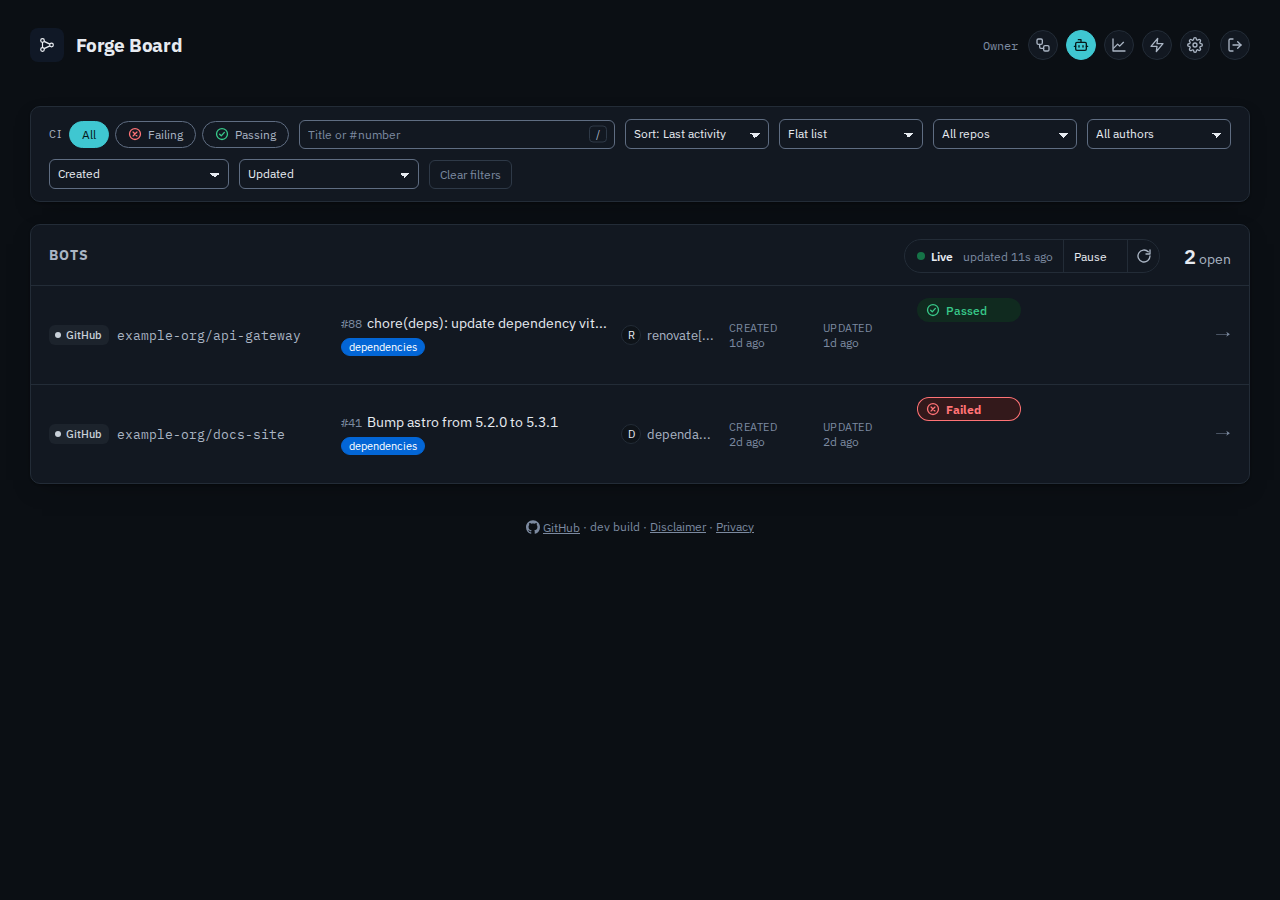 Forge Board
Owner
CI All Failing Passing Title or #number / Sort: Last activity Flat list All repos All authors
Created Updated Clear filters
BOTS Live updated 11s ago Pause 2 open
Passed
GitHub example-org/api-gateway #88 chore(deps): update dependency vit... R renovate[... CREATED UPDATED →
dependencies 1d ago 1d ago
Failed
GitHub example-org/docs-site #41 Bump astro from 5.2.0 to 5.3.1 D dependa... CREATED UPDATED →
dependencies 2d ago 2d ago
GitHub · dev build · Disclaimer · Privacy